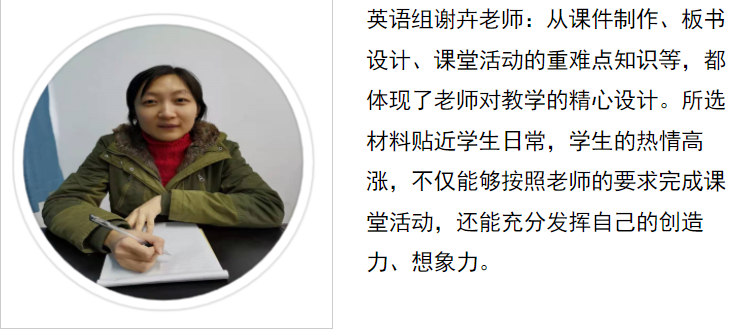 英语组谢卉老师：从课件制作、板书
设计、课堂活动的重难点知识等，都
体现了老师对教学的精心设计。所选
材料贴近学生日常，学生的热情高
涨，不仅能够按照老师的要求完成课
堂活动，还能充分发挥自己的创造
力、想象力。